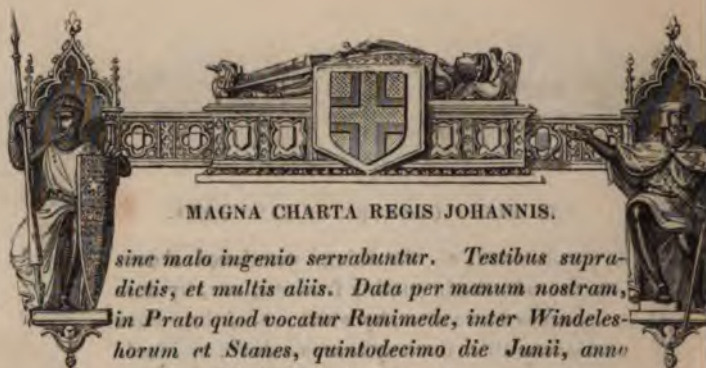 MAGNA CHARTA REGIS JOHANNIS.
sine malo ingenio servabuntur. Testibus supra-
dictis, et multis aliis. Data per manum nostram,
in Prato quod vocatur Runimede, inter Windeles-
horum et Stanes, quintodecimo die Junii, anno